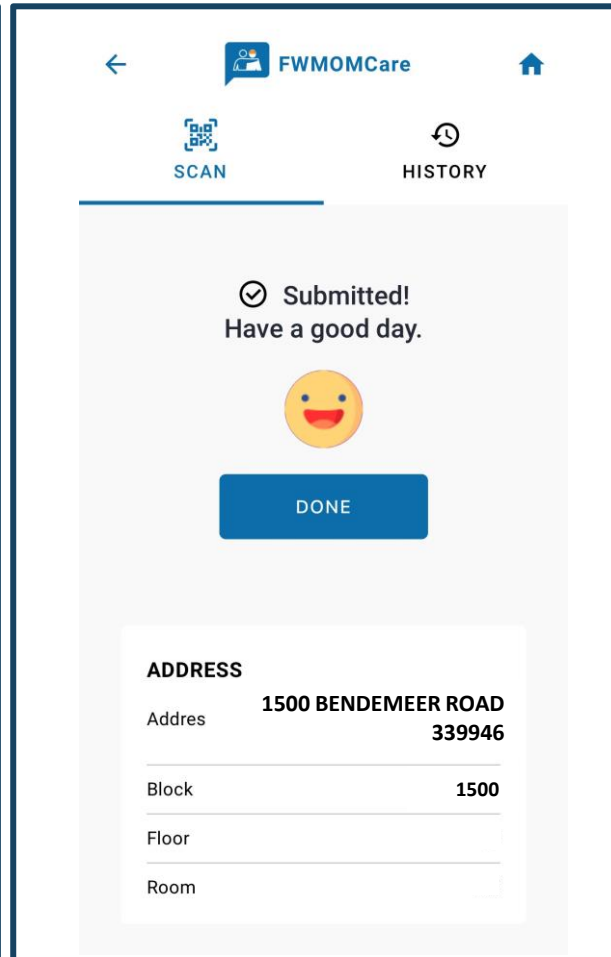 FWMOMCare
SCAN
HISTORY
Submitted!
Have a good day.
DONE
ADDRESS
Addres 1500 BENDEMEER ROAD
339946
Block 1500
Floor
Room